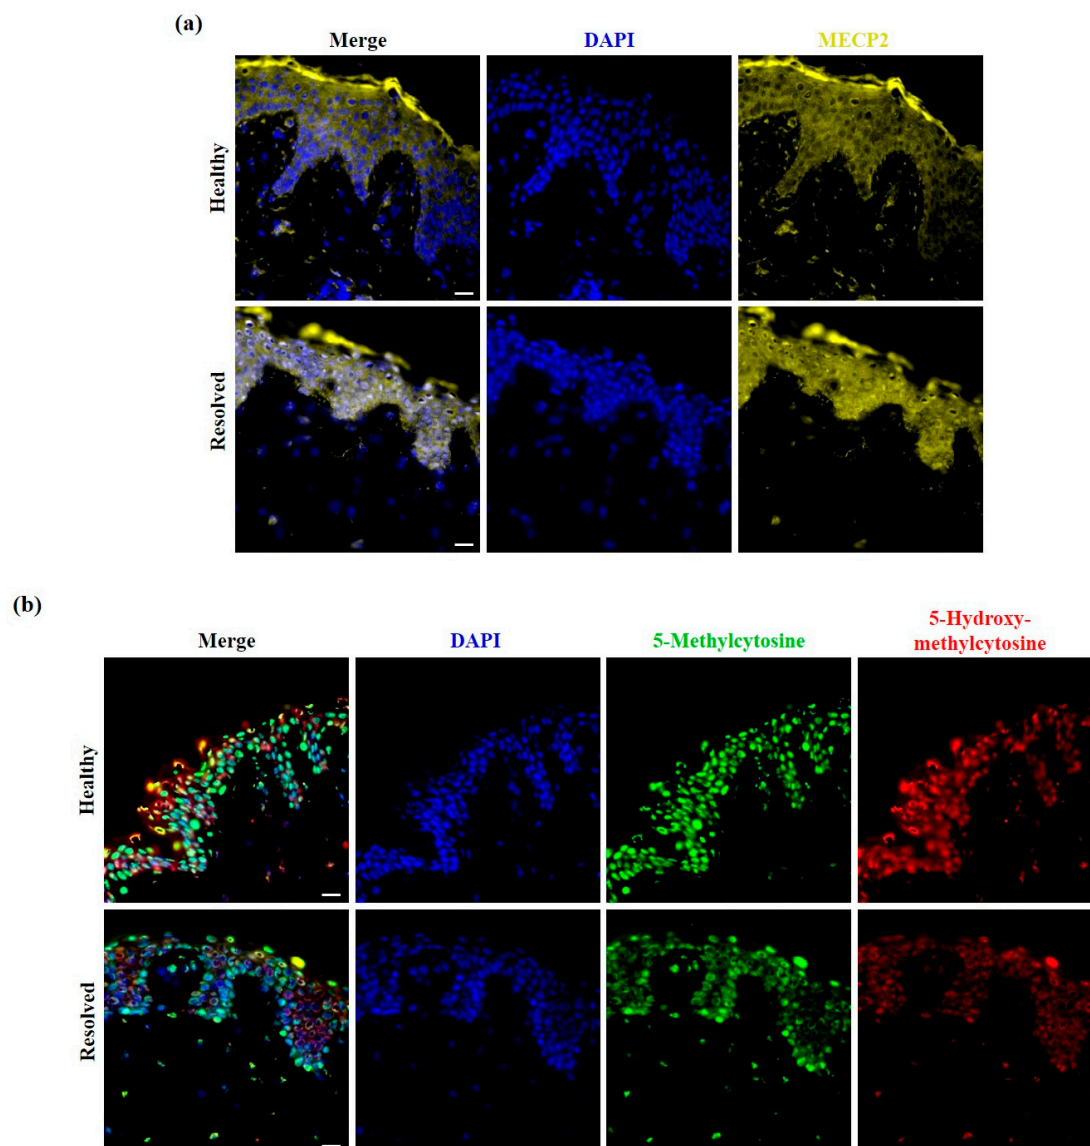 (a)
Merge DAPI MECP2
Healthy
Resolved
(b)
Merge DAPI 5-Methylcytosine 5-Hydroxy-
methylcytosine
Healthy
Resolved